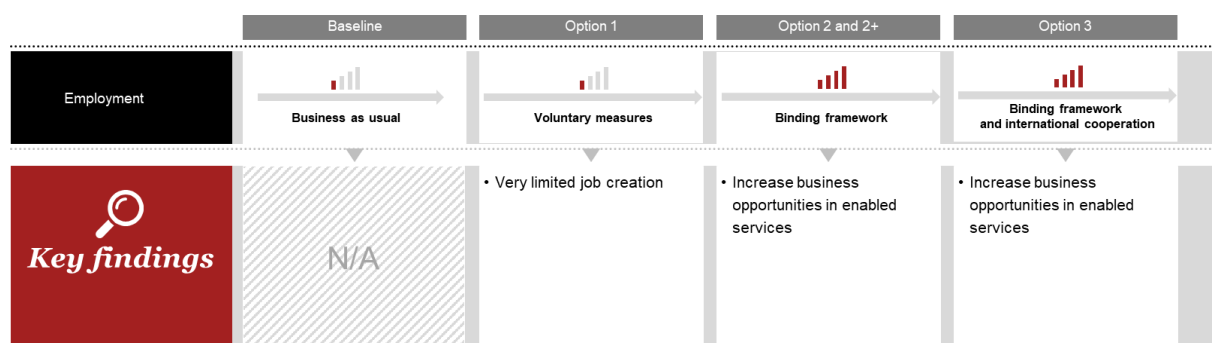 Baseline
Option 1
Option 2 and 2+
Option 3
Employment
Business as usual
Voluntary measures
Binding framework
Binding framework
and international cooperation
Key findings
N/A
• Very limited job creation
• Increase business
opportunities in enabled
services
• Increase business
opportunities in enabled
services